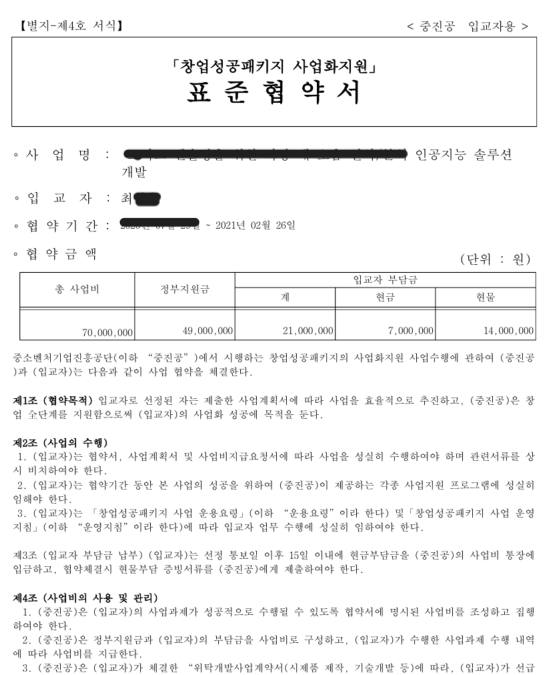 【별지-제4호 서식】 < 중진공 입교자용 >
「창업성공패키지 사업화지원」
표 준 협 약 서
◦ 사 업 명 : 인공지능 솔루션
개발
◦ 입 교 자 : 최
◦ 협 약 기 간 : ~ 2021년 02월 26일
◦ 협 약 금 액 (단위 : 원)
총 사업비 정부지원금 입교자 부담금
계 현금 현물
70,000,000 49,000,000 21,000,000 7,000,000 14,000,000
중소벤처기업진흥공단(이하 “중진공”)에서 시행하는 창업성공패키지의 사업화지원 사업수행에 관하여 (중진공
)과 (입교자)는 다음과 같이 사업 협약을 체결한다.
제1조 (협약목적) 입교자로 선정된 자는 제출한 사업계획서에 따라 사업을 효율적으로 추진하고, (중진공)은 창
업 全단계를 지원함으로써 (입교자)의 사업화 성공에 목적을 둔다.
제2조 (사업의 수행)
1. (입교자)는 협약서, 사업계획서 및 사업비지급요청서에 따라 사업을 성실히 수행하여야 하며 관련서류를 상
시 비치하여야 한다.
2. (입교자)는 협약기간 동안 본 사업의 성공을 위하여 (중진공)이 제공하는 각종 사업지원 프로그램에 성실히
임해야 한다.
3. (입교자)는 「창업성공패키지 사업 운용요령」(이하 “운용요령”이라 한다) 및「창업성공패키지 사업 운영
지침」(이하 “운영지침”이라 한다)에 따라 입교자 업무 수행에 성실히 임하여야 한다.
제3조 (입교자 부담금 납부) (입교자)는 선정 통보일 이후 15일 이내에 현금부담금을 (중진공)의 사업비 통장에
입금하고, 협약체결시 현물부담 증빙서류를 (중진공)에게 제출하여야 한다.
제4조 (사업비의 사용 및 관리)
1. (중진공)은 (입교자)의 사업과제가 성공적으로 수행될 수 있도록 협약서에 명시된 사업비를 조성하고 집행
하여야 한다.
2. (중진공)은 정부지원금과 (입교자)의 부담금을 사업비로 구성하고, (입교자)가 수행한 사업과제 수행 내역
에 따라 사업비를 지급한다.
3. (중진공)은 (입교자)가 체결한 “위탁개발사업계약서(시제품 제작, 기술개발 등)에 따라, (입교자)가 선급